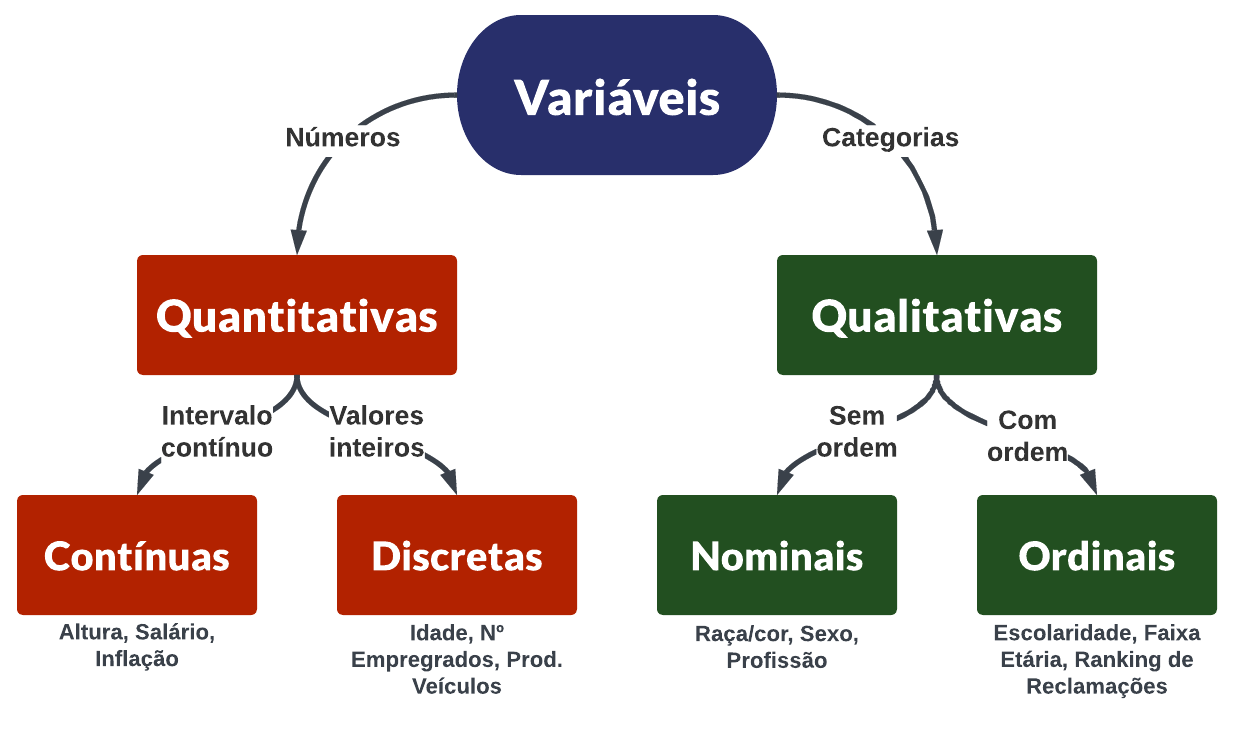 Variáveis
Números
Categorias
Quantitativas
Qualitativas
Intervalo
contínuo
Valores
inteiros
Sem
ordem
Com
ordem
Contínuas
Discretas
Nominais
Ordinais
Altura, Salário,
Inflação
Idade, Nº
Empregrados, Prod.
Veículos
Raça/cor, Sexo,
Profissão
Escolaridade, Faixa
Etária, Ranking de
Reclamações